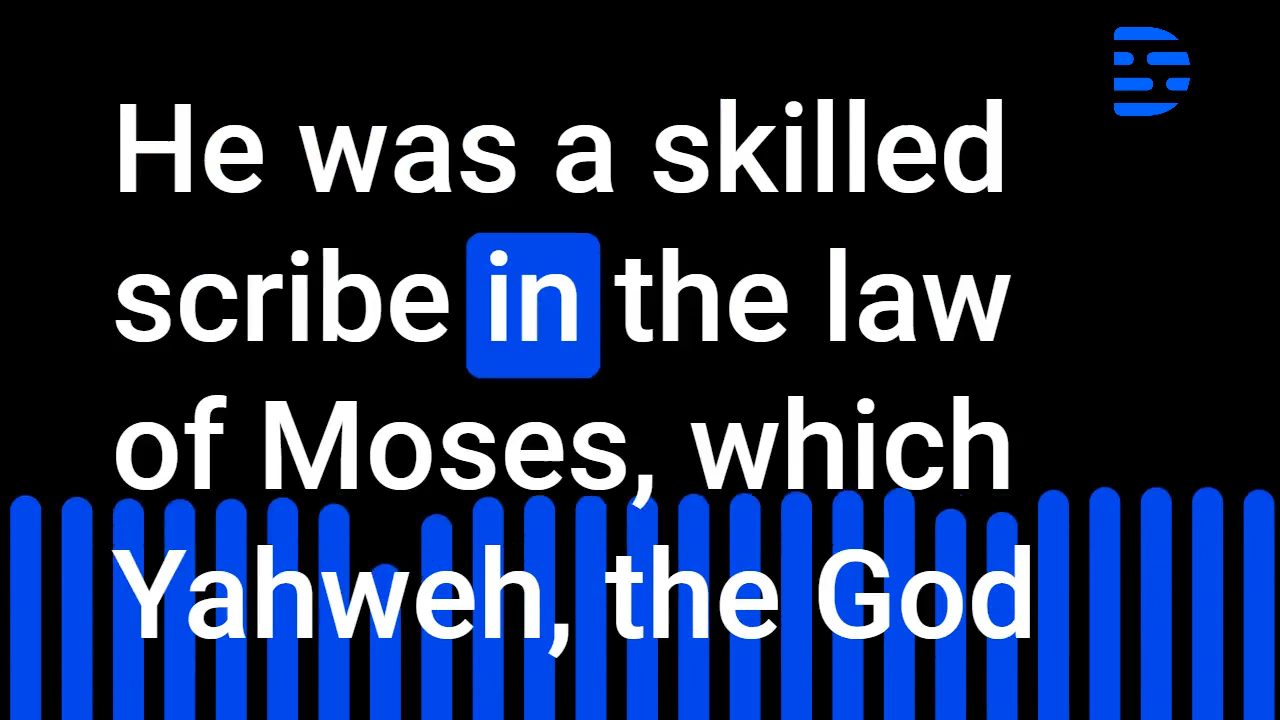 He was a skilled
scribe in the law
of Moses, which
Yahweh, the God